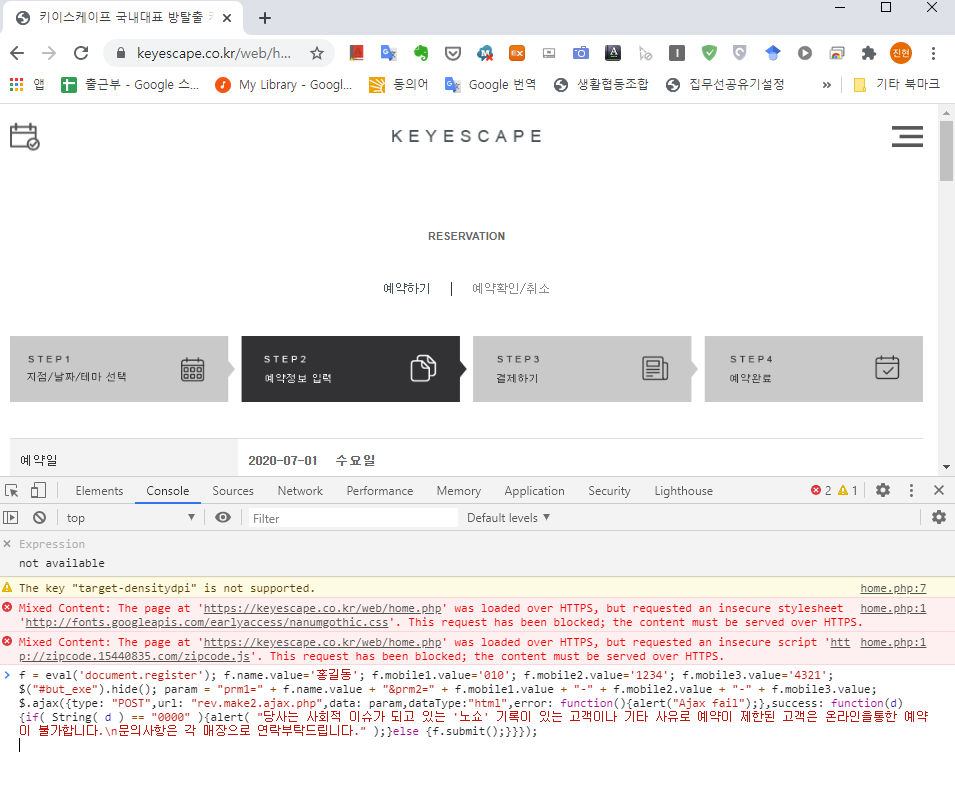 키이스케이프 국내대표 방탈출
keyescape.co.kr/web/h...
진현
앱 출근부 - Google 스... My Library - Googl... 동의어 Google 번역 생활협동조합 집무선공유기설정 » 기타 북마크
KEYESCAPE
RESERVATION
예약하기 | 예약확인/취소
STEP1
지점/날짜/테마 선택
STEP2
예약정보 입력
STEP3
결제하기
STEP4
예약완료
예약일 2020-07-01 수요일
Elements Console Sources Network Performance Memory Application Security Lighthouse 2 1
top Filter Default levels
Expression
not available
The key "target-densitydpi" is not supported. home.php:7
Mixed Content: The page at 'https://keyescape.co.kr/web/home.php' was loaded over HTTPS, but requested an insecure stylesheet home.php:1
'http://fonts.googleapis.com/earlyaccess/nanumgothic.css'. This request has been blocked; the content must be served over HTTPS.
Mixed Content: The page at 'https://keyescape.co.kr/web/home.php' was loaded over HTTPS, but requested an insecure script 'htt home.php:1
p://zipcode.15440835.com/zipcode.js'. This request has been blocked; the content must be served over HTTPS.
f = eval('document.register'); f.name.value='홍길동'; f.mobile1.value='010'; f.mobile2.value='1234'; f.mobile3.value='4321';
$("#but_exe").hide(); param = "prm1=" + f.name.value + "&prm2=" + f.mobile1.value + "-" + f.mobile2.value + "-" + f.mobile3.value;
$.ajax({type: "POST",url: "rev.make2.ajax.php",data: param,dataType:"html",error: function(){alert("Ajax fail");},success: function(d)
{if( String( d ) == "0000" ){alert( "당사는 사회적 이슈가 되고 있는 '노쇼' 기록이 있는 고객이나 기타 사유로 예약이 제한된 고객은 온라인을통한 예약
이 불가합니다.\n문의사항은 각 매장으로 연락부탁드립니다." );}else {f.submit();}}});